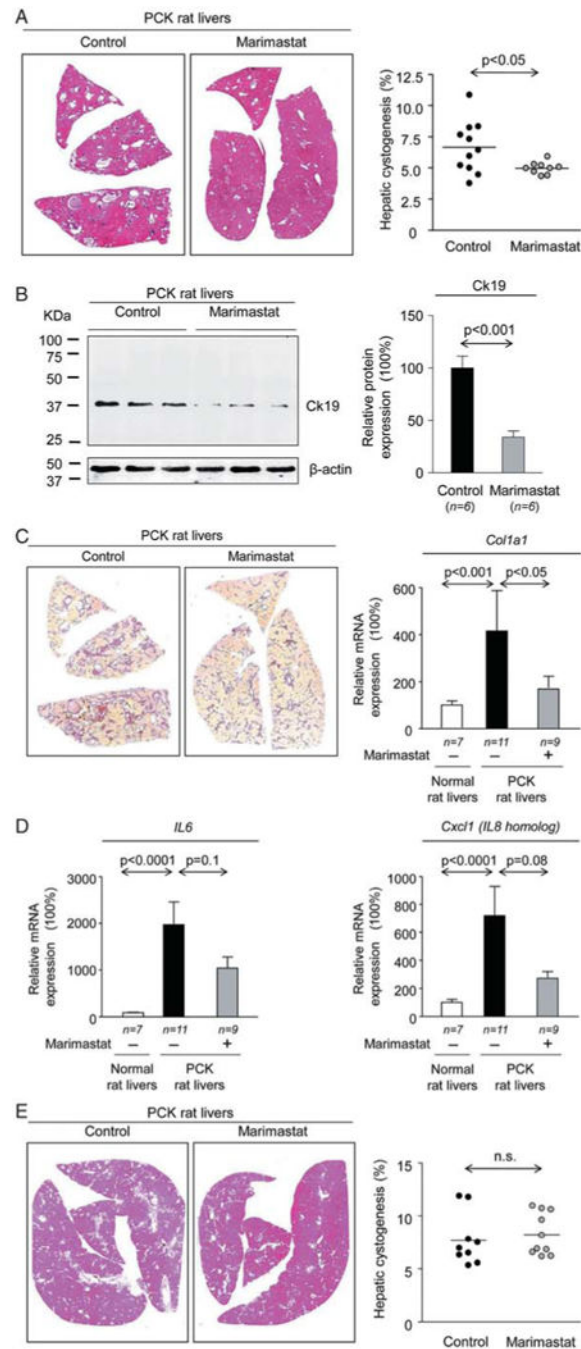 A
PCK rat livers
Control
Marimastat
p<0.05
Hepatic cystogenesis (%)
12.5
10.0
7.5
5.0
2.5
0
Control
Marimastat
B
PCK rat livers
KDa
Control
Marimastat
100
75
50
37
25
Ck19
50
37
β-actin
Ck19
p<0.001
Relative protein
expression (100%)
150
100
50
0
Control
(n=6)
Marimastat
(n=6)
C
PCK rat livers
Control
Marimastat
Col1a1
p<0.001
p<0.05
Relative mRNA
expression (100%)
600
400
200
0
n=7
n=11
n=9
Marimastat
−
−
+
Normal
rat livers
PCK
rat livers
D
IL6
p<0.0001
p=0.1
Relative mRNA
expression (100%)
3000
2000
1000
0
n=7
n=11
n=9
Marimastat
−
−
+
Normal
rat livers
PCK
rat livers
Cxcl1 (IL8 homolog)
p<0.0001
p=0.08
Relative mRNA
expression (100%)
1000
800
600
400
200
0
n=7
n=11
n=9
Marimastat
−
−
+
Normal
rat livers
PCK
rat livers
E
PCK rat livers
Control
Marimastat
n.s.
Hepatic cystogenesis (%)
15
10
5
0
Control
Marimastat